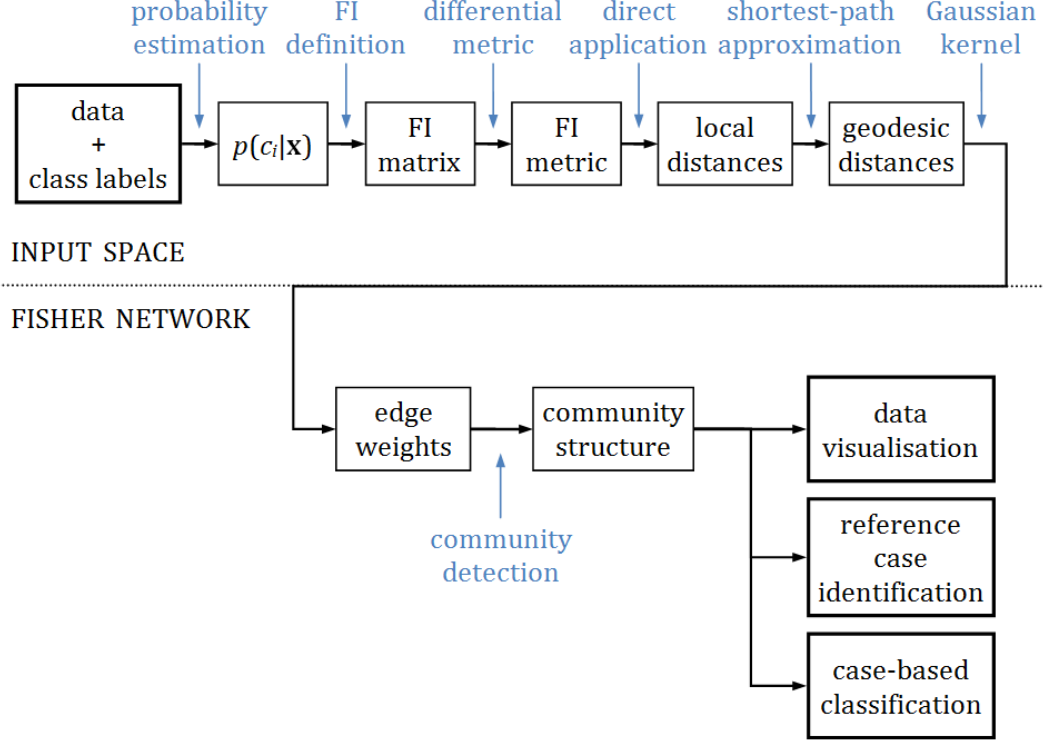 probability
estimation
FI
definition
differential
metric
direct
application
shortest-path
approximation
Gaussian
kernel
data
+
class labels
p(cᵢ|x)
FI
matrix
FI
metric
local
distances
geodesic
distances
INPUT SPACE
FISHER NETWORK
edge
weights
community
structure
data
visualisation
community
detection
reference
case
identification
case-based
classification